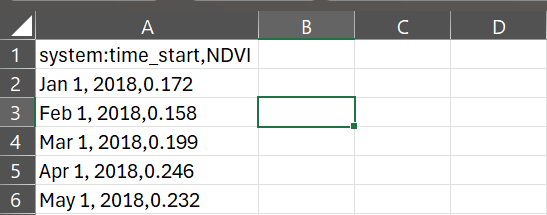 A B C D
1 system:time_start,NDVI
2 Jan 1, 2018,0.172
3 Feb 1, 2018,0.158
4 Mar 1, 2018,0.199
5 Apr 1, 2018,0.246
6 May 1, 2018,0.232